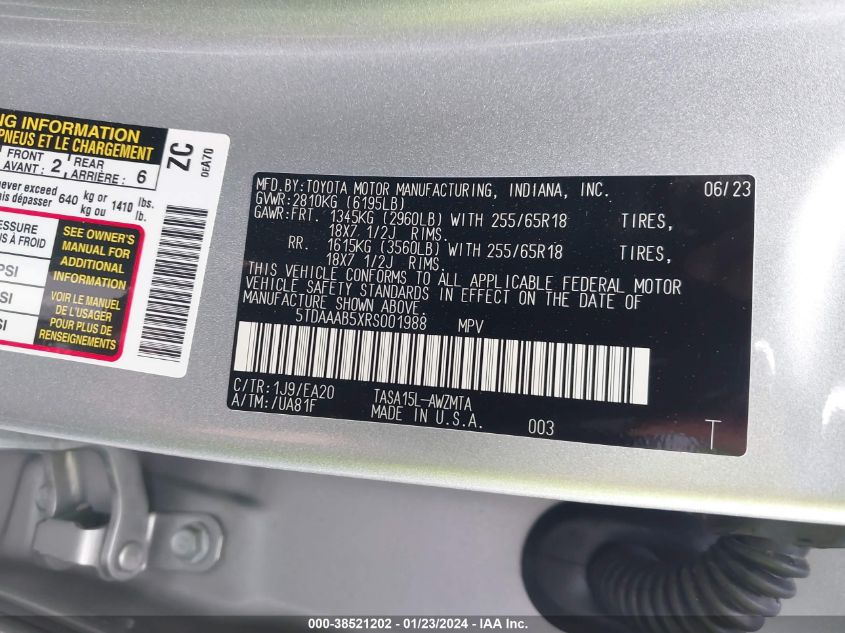 NG INFORMATION
PNEUS ET LE CHARGEMENT
FRONT AVANT : 2, REAR ARRIÈRE : 6
never exceed
is dépasser 640 kg or kg ou 1410 lbs. lb.
PRESSURE
S À FROID
PSI
SI
SI
SEE OWNER'S
MANUAL FOR
ADDITIONAL
INFORMATION
VOIR LE MANUEL
DE L'USAGER
POUR PLUS DE
RENSEIGNEMENTS
ZC
0EA70
MFD.BY:TOYOTA MOTOR MANUFACTURING, INDIANA, INC. 06/23
GVWR:2810KG (6195LB)
GAWR:FRT. 1345KG (2960LB) WITH 255/65R18 TIRES,
18X7 1/2J RIMS.
RR. 1615KG (3560LB) WITH 255/65R18 TIRES,
18X7 1/2J RIMS.
THIS VEHICLE CONFORMS TO ALL APPLICABLE FEDERAL MOTOR
VEHICLE SAFETY STANDARDS IN EFFECT ON THE DATE OF
MANUFACTURE SHOWN ABOVE.
5TDAAAB5XRS001988 MPV
C/TR:1J9/EA20 TASA15L-AWZMTA
A/TM:/UA81F MADE IN U.S.A. 003 T
000-38521202 - 01/23/2024 - IAA Inc.